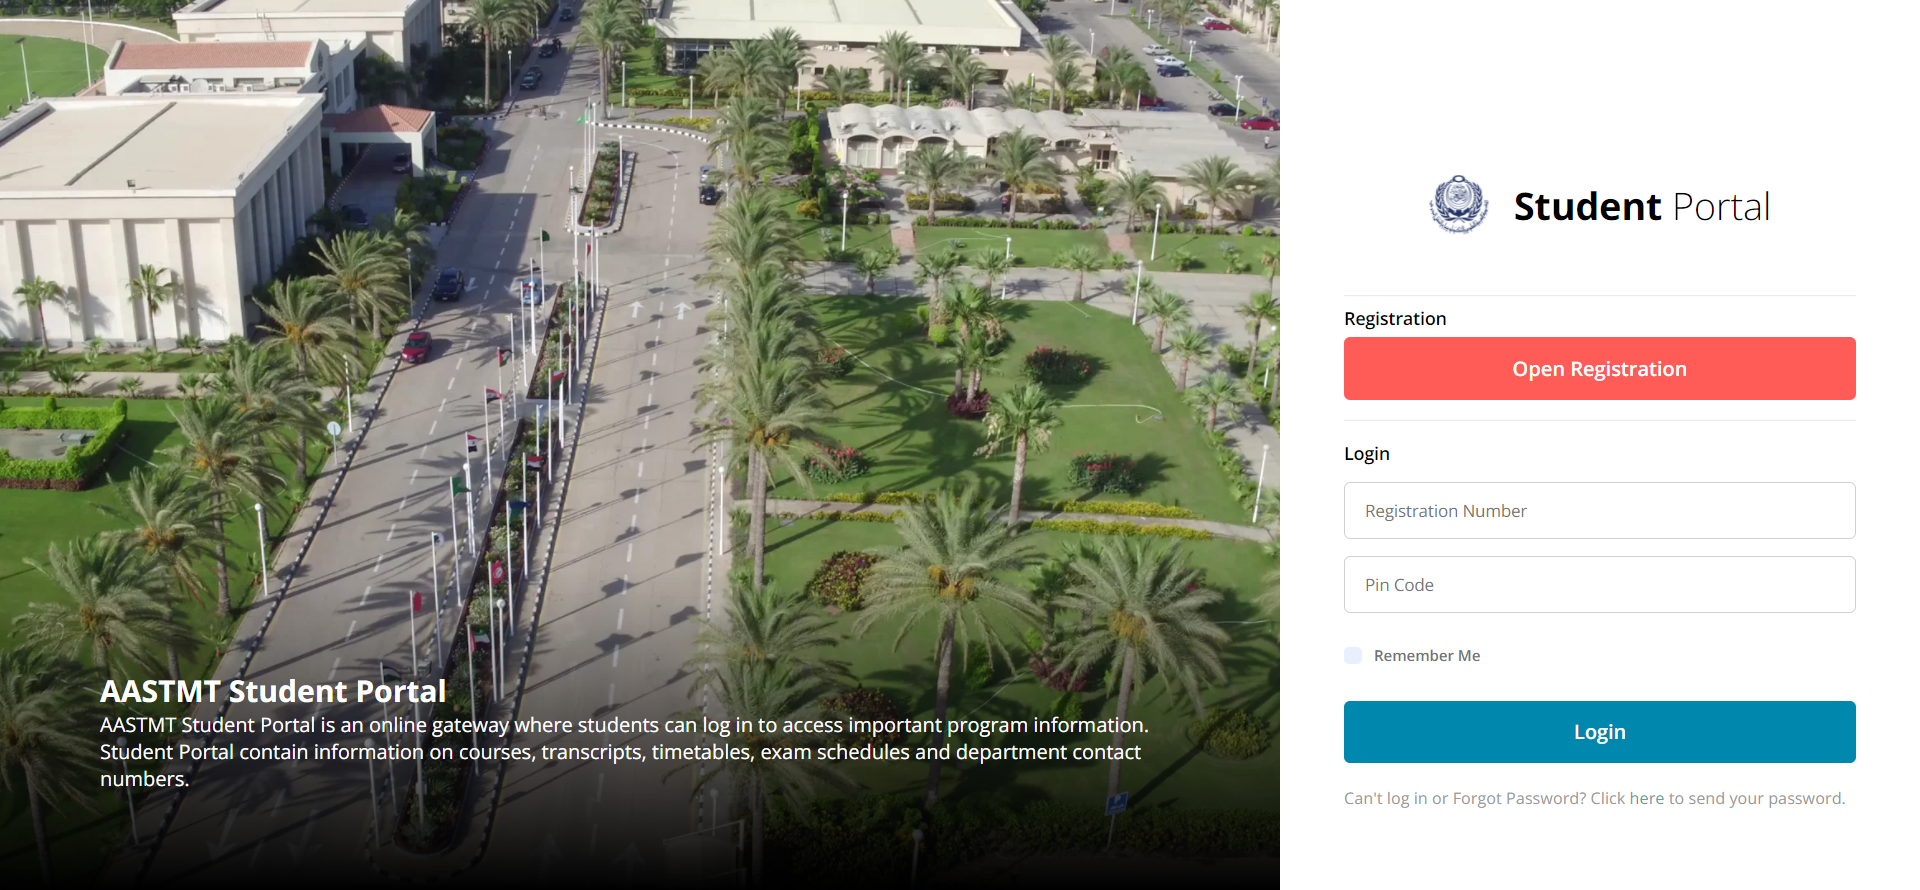 Student Portal
Registration
Open Registration
Login
Registration Number
Pin Code
Remember Me
Login
Can't log in or Forgot Password? Click here to send your password.
AASTMT Student Portal
AASTMT Student Portal is an online gateway where students can log in to access important program information.
Student Portal contain information on courses, transcripts, timetables, exam schedules and department contact
numbers.